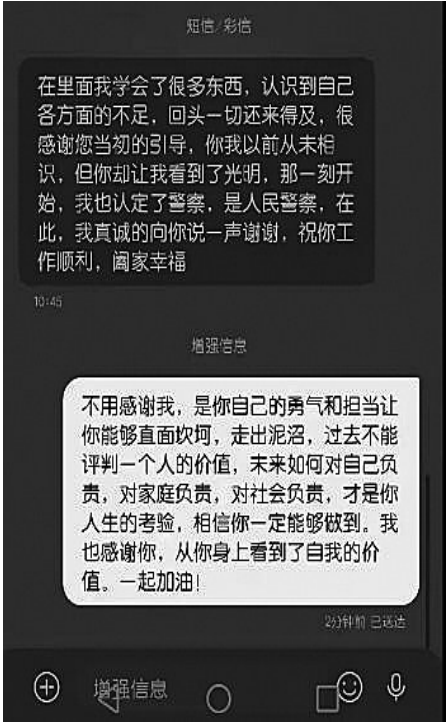 短信/彩信
在里面我学会了很多东西，认识到自己
各方面的不足，回头一切还来得及，很
感谢您当初的引导，你我以前从未相
识，但你却让我看到了光明，那一刻开
始，我也认定了警察，是人民警察，在
此，我真诚的向你说一声谢谢，祝你工
作顺利，阖家幸福
10:45
增强信息
不用感谢我，是你自己的勇气和担当让
你能够直面坎坷，走出泥沼，过去不能
评判一个人的价值，未来如何对自己负
责，对家庭负责，对社会负责，才是你
人生的考验，相信你一定能够做到。我
也感谢你，从你身上看到了自我的价
值。一起加油！
2分钟前 已送达
增强信息